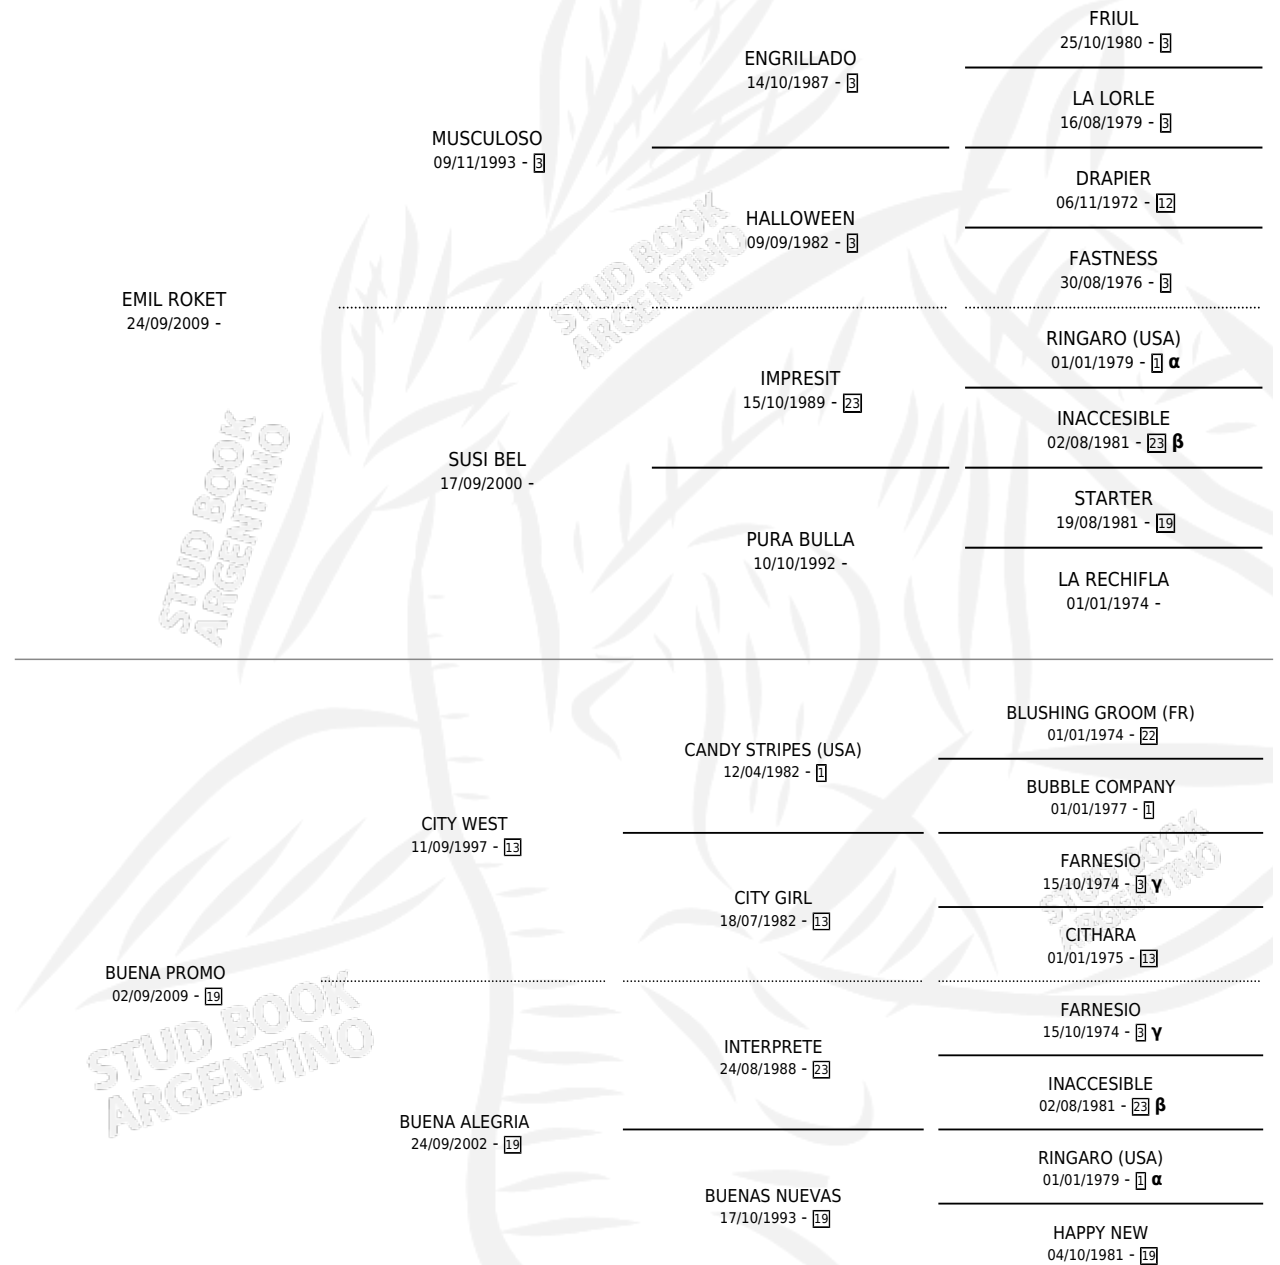 EMIL ROKET
24/09/2009 -
MUSCULOSO
09/11/1993 - 3
SUSI BEL
17/09/2000 -
ENGRILLADO
14/10/1987 - 3
HALLOWEEN
09/09/1982 - 3
IMPRESIT
15/10/1989 - 23
PURA BULLA
10/10/1992 -
FRIUL
25/10/1980 - 3
LA LORLE
16/08/1979 - 3
DRAPIER
06/11/1972 - 12
FASTNESS
30/08/1976 - 3
RINGARO (USA)
01/01/1979 - 1 α
INACCESIBLE
02/08/1981 - 23 β
STARTER
19/08/1981 - 19
LA RECHIFLA
01/01/1974 -
BUENA PROMO
02/09/2009 - 19
CITY WEST
11/09/1997 - 13
BUENA ALEGRIA
24/09/2002 - 19
CANDY STRIPES (USA)
12/04/1982 - 1
CITY GIRL
18/07/1982 - 13
INTERPRETE
24/08/1988 - 23
BUENAS NUEVAS
17/10/1993 - 19
BLUSHING GROOM (FR)
01/01/1974 - 22
BUBBLE COMPANY
01/01/1977 - 1
FARNESIO
15/10/1974 - 3 γ
CITHARA
01/01/1975 - 13
FARNESIO
15/10/1974 - 3 γ
INACCESIBLE
02/08/1981 - 23 β
RINGARO (USA)
01/01/1979 - 1 α
HAPPY NEW
04/10/1981 - 19
STUD BOOK
ARGENTINO
STUD BOOK
ARGENTINO
STUD BOOK
ARGENTINO
STUD BOOK
ARGENTINO